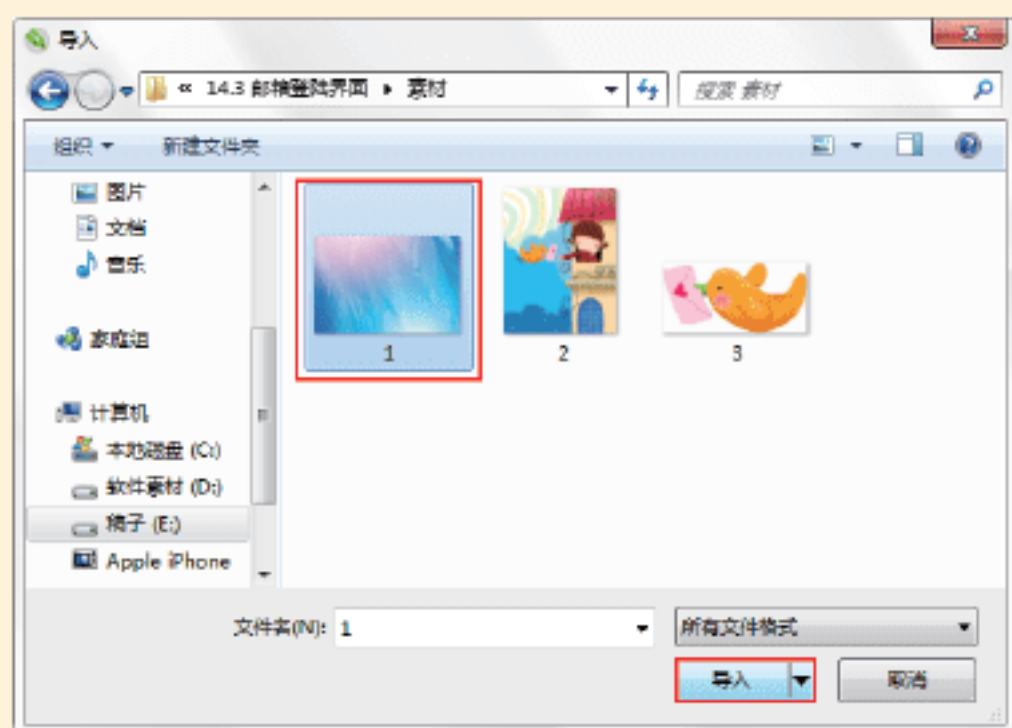 导入
« 14.3 邮箱登陆界面 ▸ 素材
搜索 素材
组织
新建文件夹
图片
文档
音乐
家庭组
计算机
本地磁盘 (C:)
软件素材 (D:)
稿子 (E:)
Apple iPhone
1
2
3
文件名(N): 1
所有文件格式
导入
取消